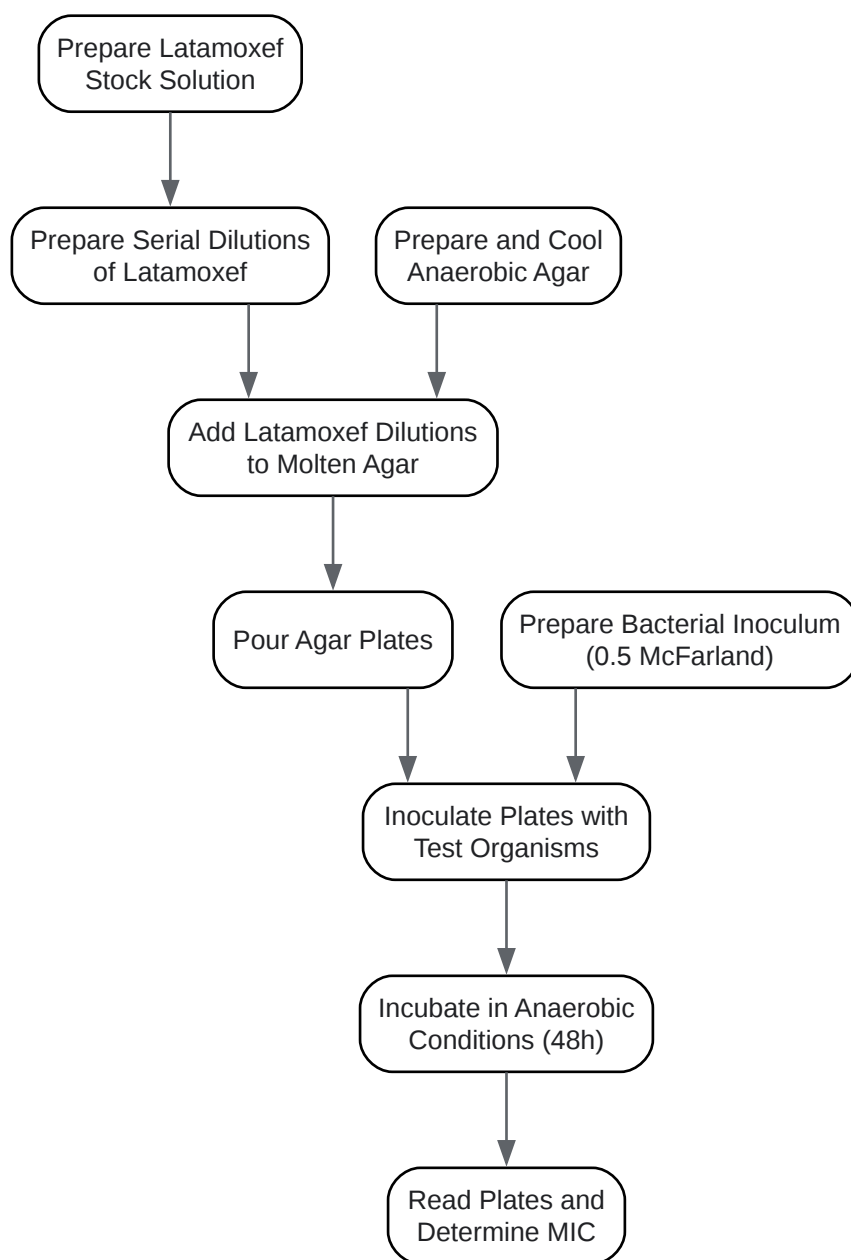 Prepare Latamoxef
Stock Solution
Prepare Serial Dilutions
of Latamoxef
Prepare and Cool
Anaerobic Agar
Add Latamoxef Dilutions
to Molten Agar
Pour Agar Plates
Prepare Bacterial Inoculum
(0.5 McFarland)
Inoculate Plates with
Test Organisms
Incubate in Anaerobic
Conditions (48h)
Read Plates and
Determine MIC